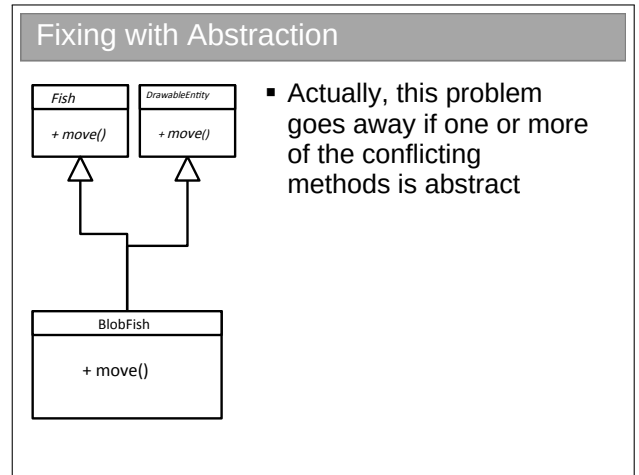 Fixing with Abstraction
Fish
+ move()
DrawableEntity
+ move()
BlobFish
+ move()
▪ Actually, this problem
goes away if one or more
of the conflicting
methods is abstract